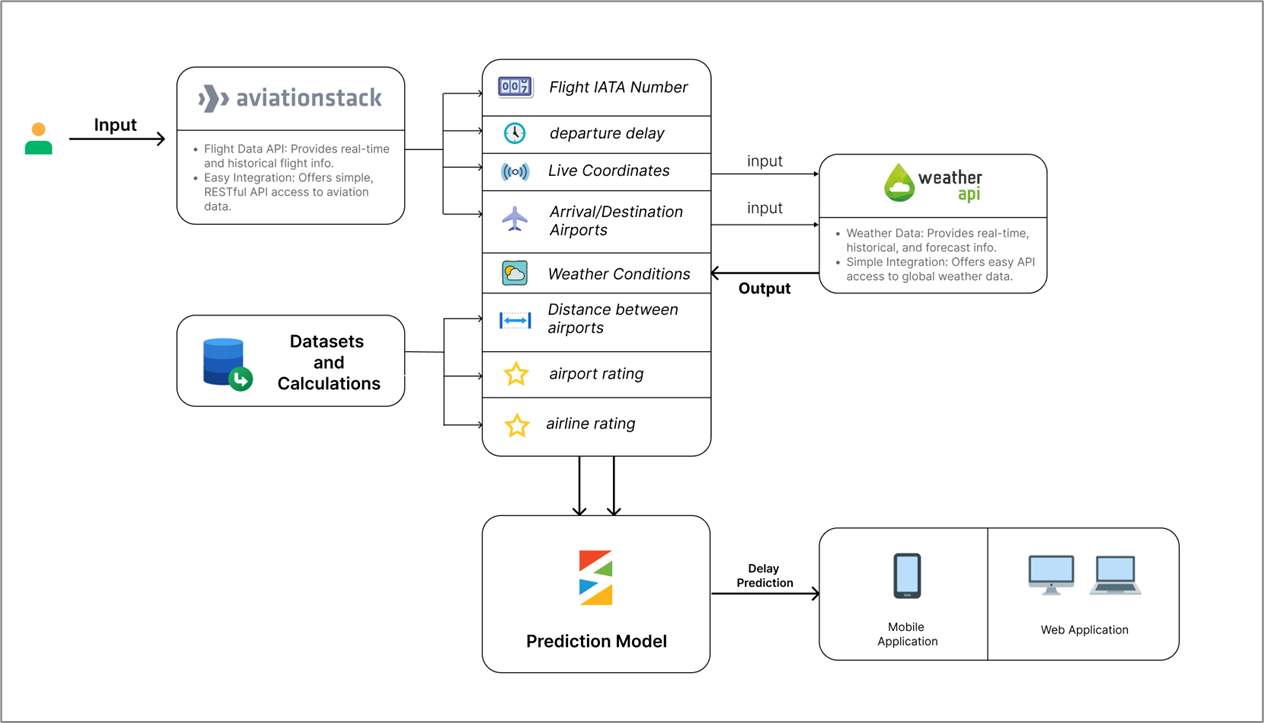 Input
aviationstack
• Flight Data API: Provides real-time
and historical flight info.
• Easy Integration: Offers simple,
RESTful API access to aviation
data.
007
Flight IATA Number
departure delay
Live Coordinates
Arrival/Destination
Airports
Weather Conditions
Distance between
airports
airport rating
airline rating
input
input
Output
weather
api
• Weather Data: Provides real-time,
historical, and forecast info.
• Simple Integration: Offers easy API
access to global weather data.
Datasets
and
Calculations
Prediction Model
Delay
Prediction
Mobile
Application
Web Application